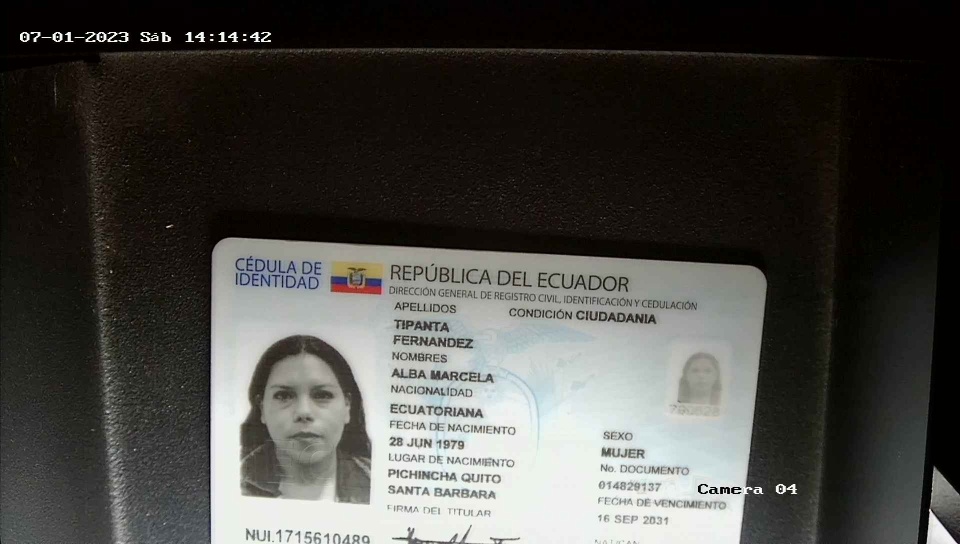 07-01-2023 Sáb 14:14:42
CÉDULA DE
IDENTIDAD
REPÚBLICA DEL ECUADOR
DIRECCIÓN GENERAL DE REGISTRO CIVIL, IDENTIFICACIÓN Y CEDULACIÓN
APELLIDOS
CONDICIÓN CIUDADANIA
TIPANTA
FERNANDEZ
NOMBRES
ALBA MARCELA
NACIONALIDAD
ECUATORIANA
FECHA DE NACIMIENTO
28 JUN 1979
LUGAR DE NACIMIENTO
PICHINCHA QUITO
SANTA BARBARA
FIRMA DEL TITULAR
SEXO
MUJER
No. DOCUMENTO
014829137
FECHA DE VENCIMIENTO
16 SEP 2031
NUI.1715610489
Camera 04